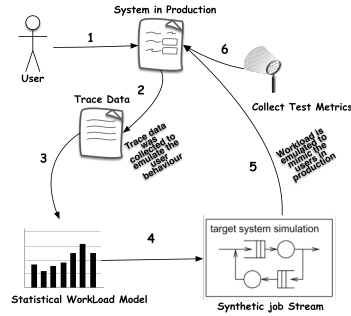 System in Production
1
6
User
2
Collect Test Metrics
Trace Data
Trace data
was
collected to
emulate the
user
behaviour
3
Workload is
emulated to
mimic the
users in
production
5
4
target system simulation
Statistical WorkLoad Model
Synthetic job Stream